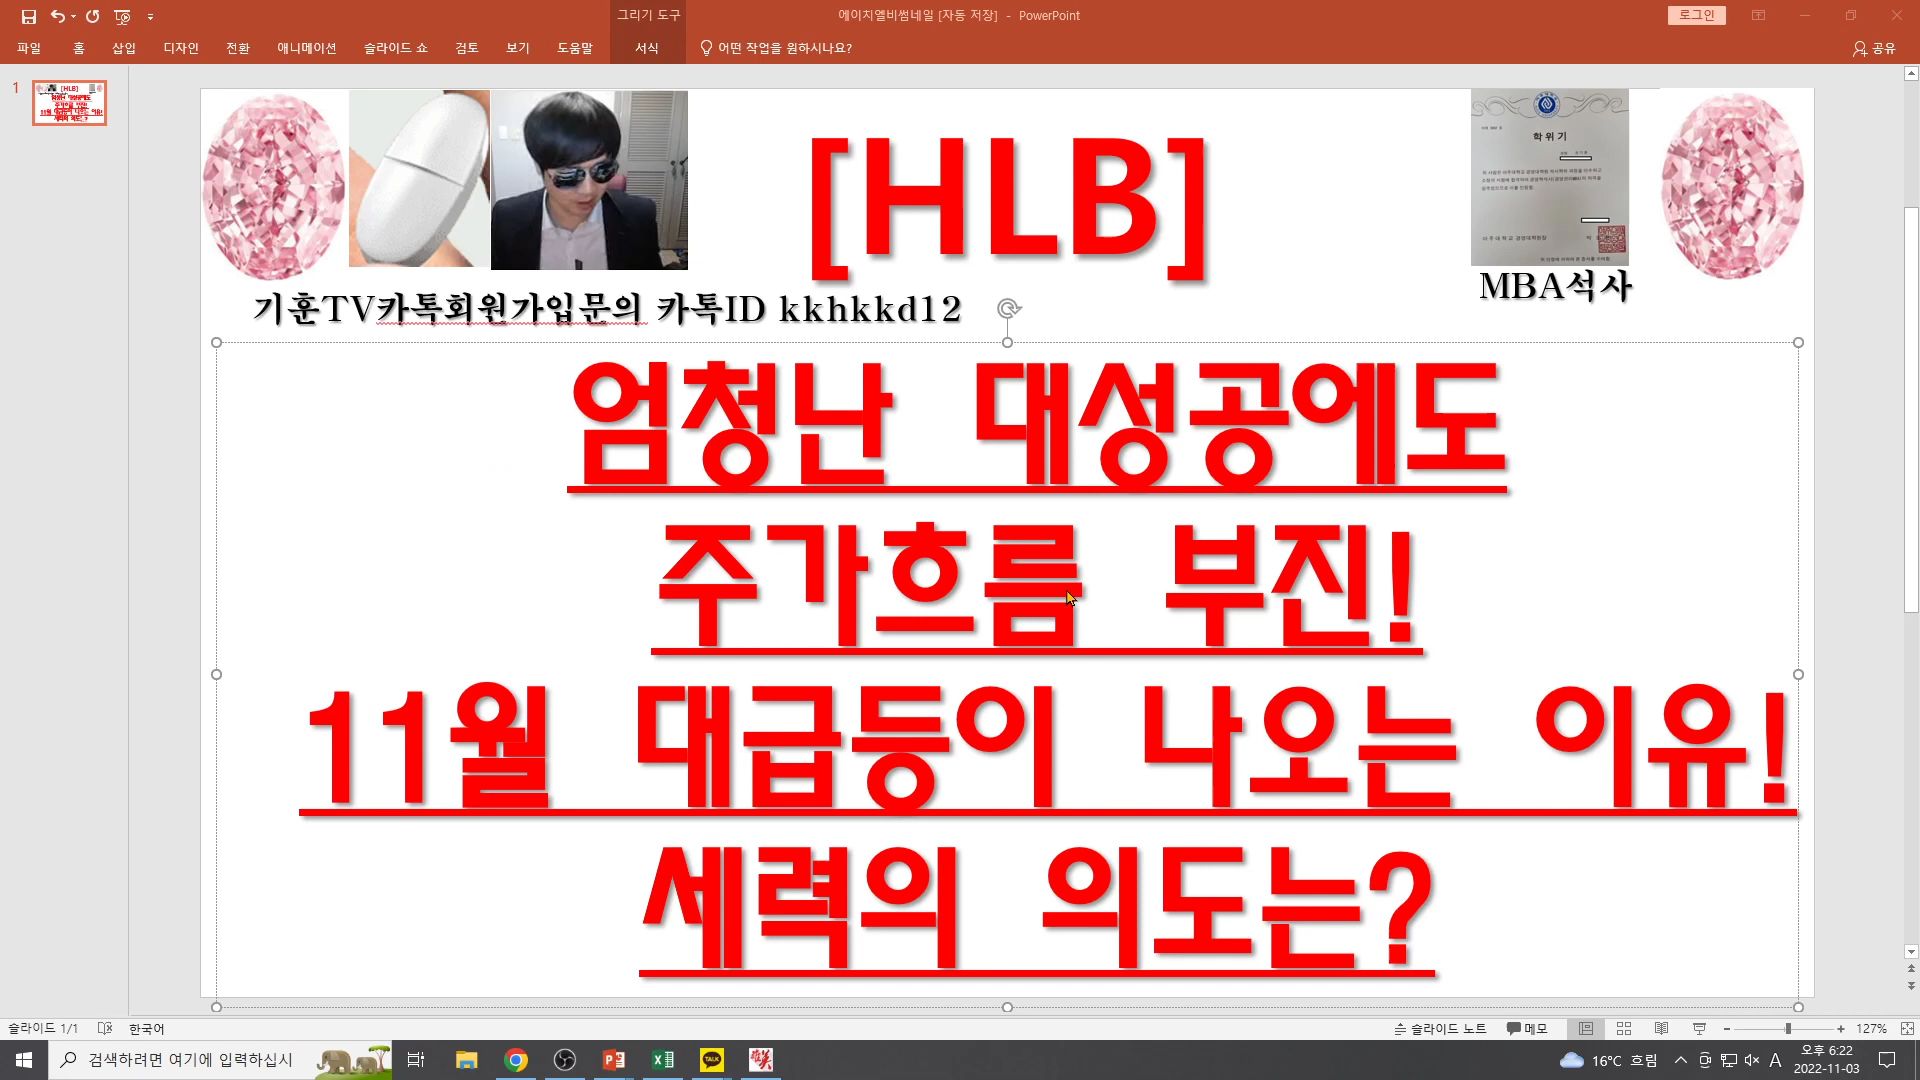 그리기 도구
에이치엘비썸네일 [자동 저장] - PowerPoint
로그인
파일 홈 삽입 디자인 전환 애니메이션 슬라이드 쇼 검토 보기 도움말 서식 어떤 작업을 원하시나요? 공유
1
[HLB]
학위기
MBA석사
기훈TV카톡회원가입문의 카톡ID kkhkkd12
엄청난 대성공에도
주가흐름 부진!
11월 대급등이 나오는 이유!
세력의 의도는?
슬라이드 1/1 한국어 슬라이드 노트 메모 127%
검색하려면 여기에 입력하십시
TALK
16°C 흐림 A 오후 6:22
2022-11-03